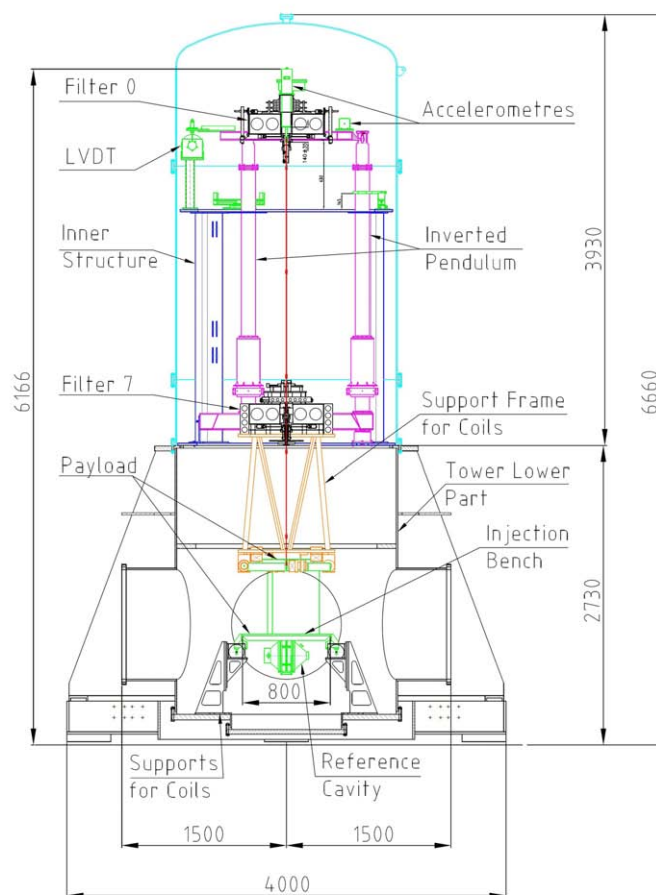 Filter 0
Accelerometres
LVDT
Inner
Structure
Inverted
Pendulum
3930
6166
6660
Filter 7
Support Frame
for Coils
Payload
Tower Lower
Part
Injection
Bench
2730
800
Supports
for Coils
Reference
Cavity
1500
1500
4000